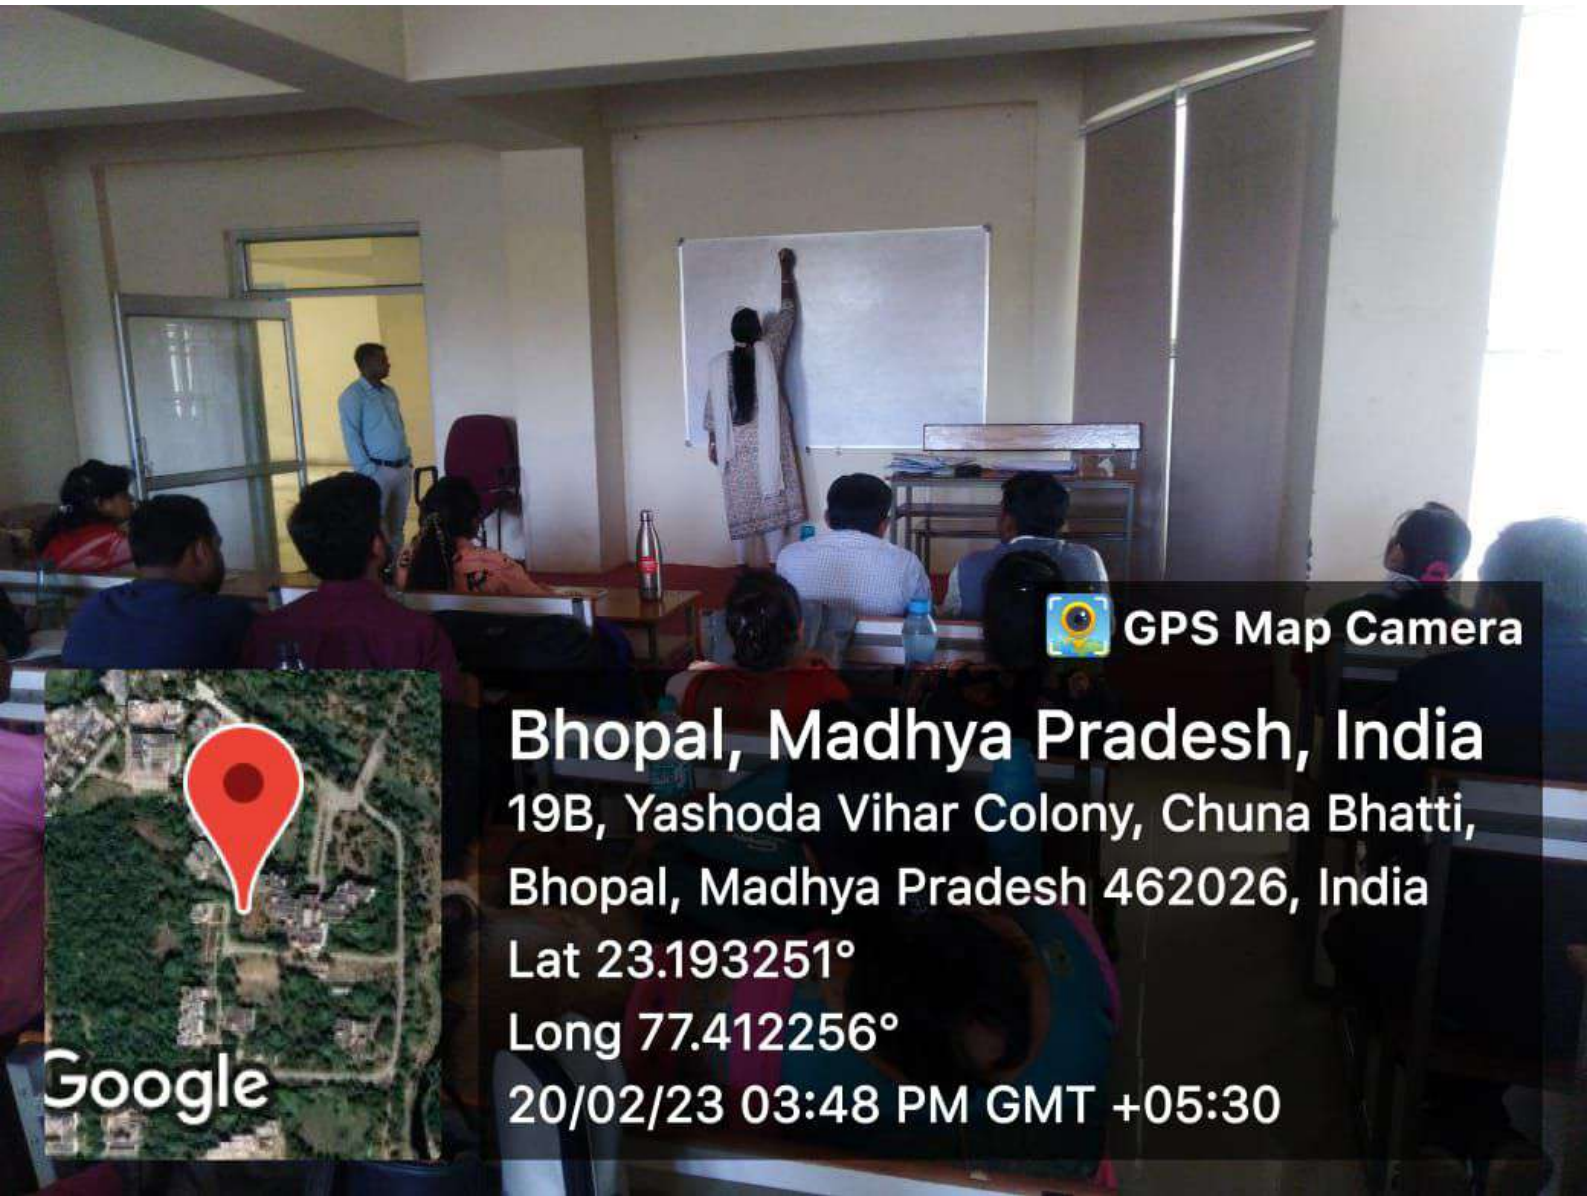 GPS Map Camera
Bhopal, Madhya Pradesh, India
19B, Yashoda Vihar Colony, Chuna Bhatti,
Bhopal, Madhya Pradesh 462026, India
Lat 23.193251°
Long 77.412256°
20/02/23 03:48 PM GMT +05:30
Google